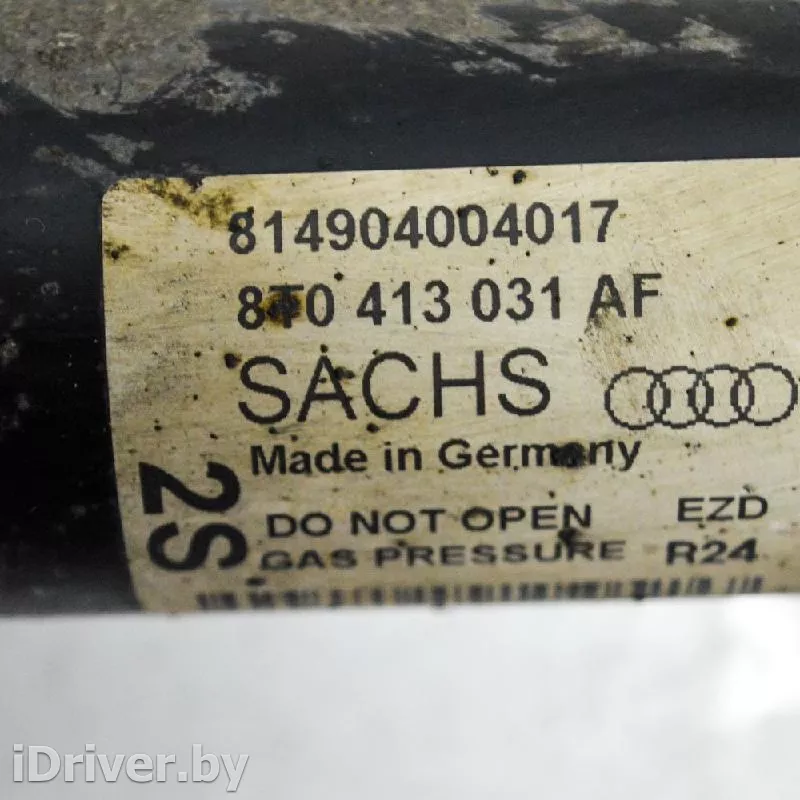 814904004017
8T0 413 031 AF
SACHS
Made in Germany
2S
DO NOT OPEN EZD
GAS PRESSURE R24
iDriver.by